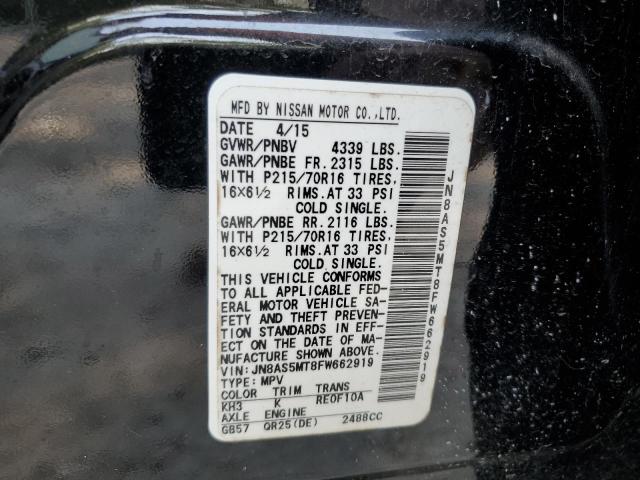 MFD BY NISSAN MOTOR CO.,LTD.
DATE 4/15
GVWR/PNBV 4339 LBS.
GAWR/PNBE FR. 2315 LBS.
WITH P215/70R16 TIRES,
16X6½ RIMS. AT 33 PSI
COLD SINGLE.
GAWR/PNBE RR. 2116 LBS.
WITH P215/70R16 TIRES,
16X6½ RIMS. AT 33 PSI
COLD SINGLE.
THIS VEHICLE CONFORMS
TO ALL APPLICABLE FED-
ERAL MOTOR VEHICLE SA-
FETY AND THEFT PREVEN-
TION STANDARDS IN EFF-
ECT ON THE DATE OF MA-
NUFACTURE SHOWN ABOVE.
VIN: JN8AS5MT8FW662919
TYPE: MPV
COLOR TRIM TRANS
KH3 K RE0F10A
AXLE ENGINE
GB57 QR25(DE) 2488CC
JN8AS5MT8FW662919